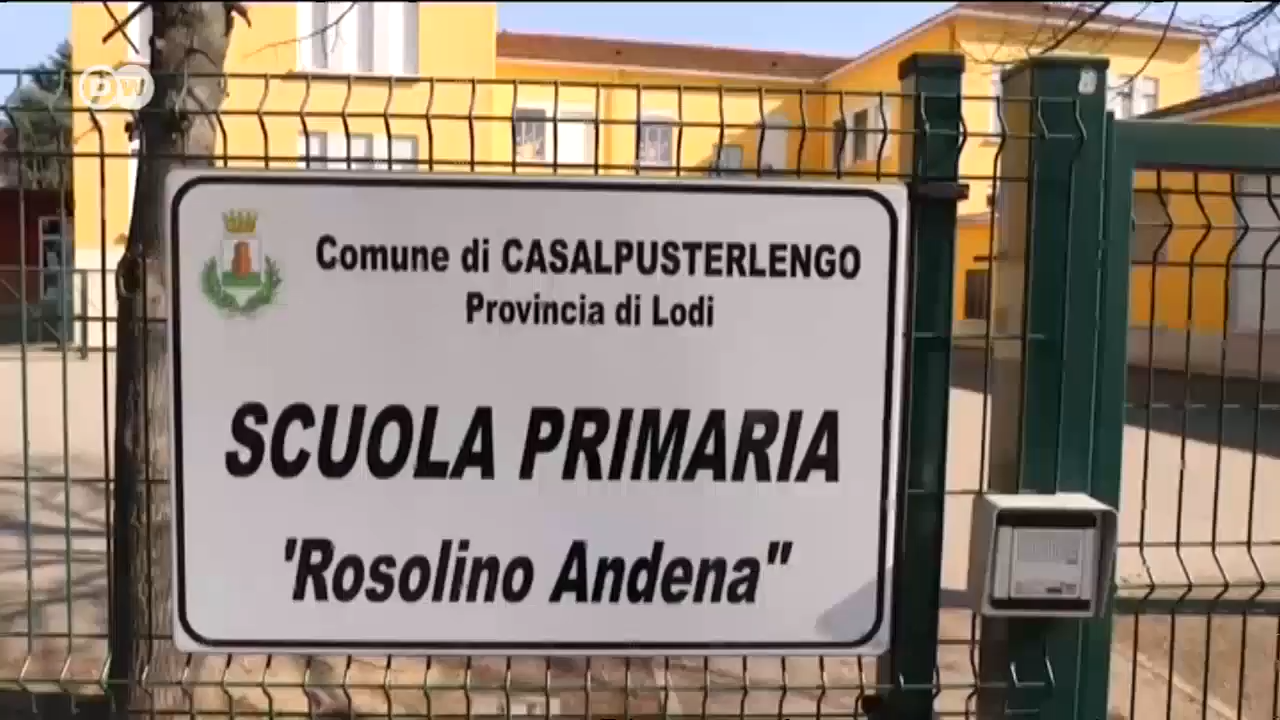 DW
Comune di CASALPUSTERLENGO
Provincia di Lodi
SCUOLA PRIMARIA
'Rosolino Andena"